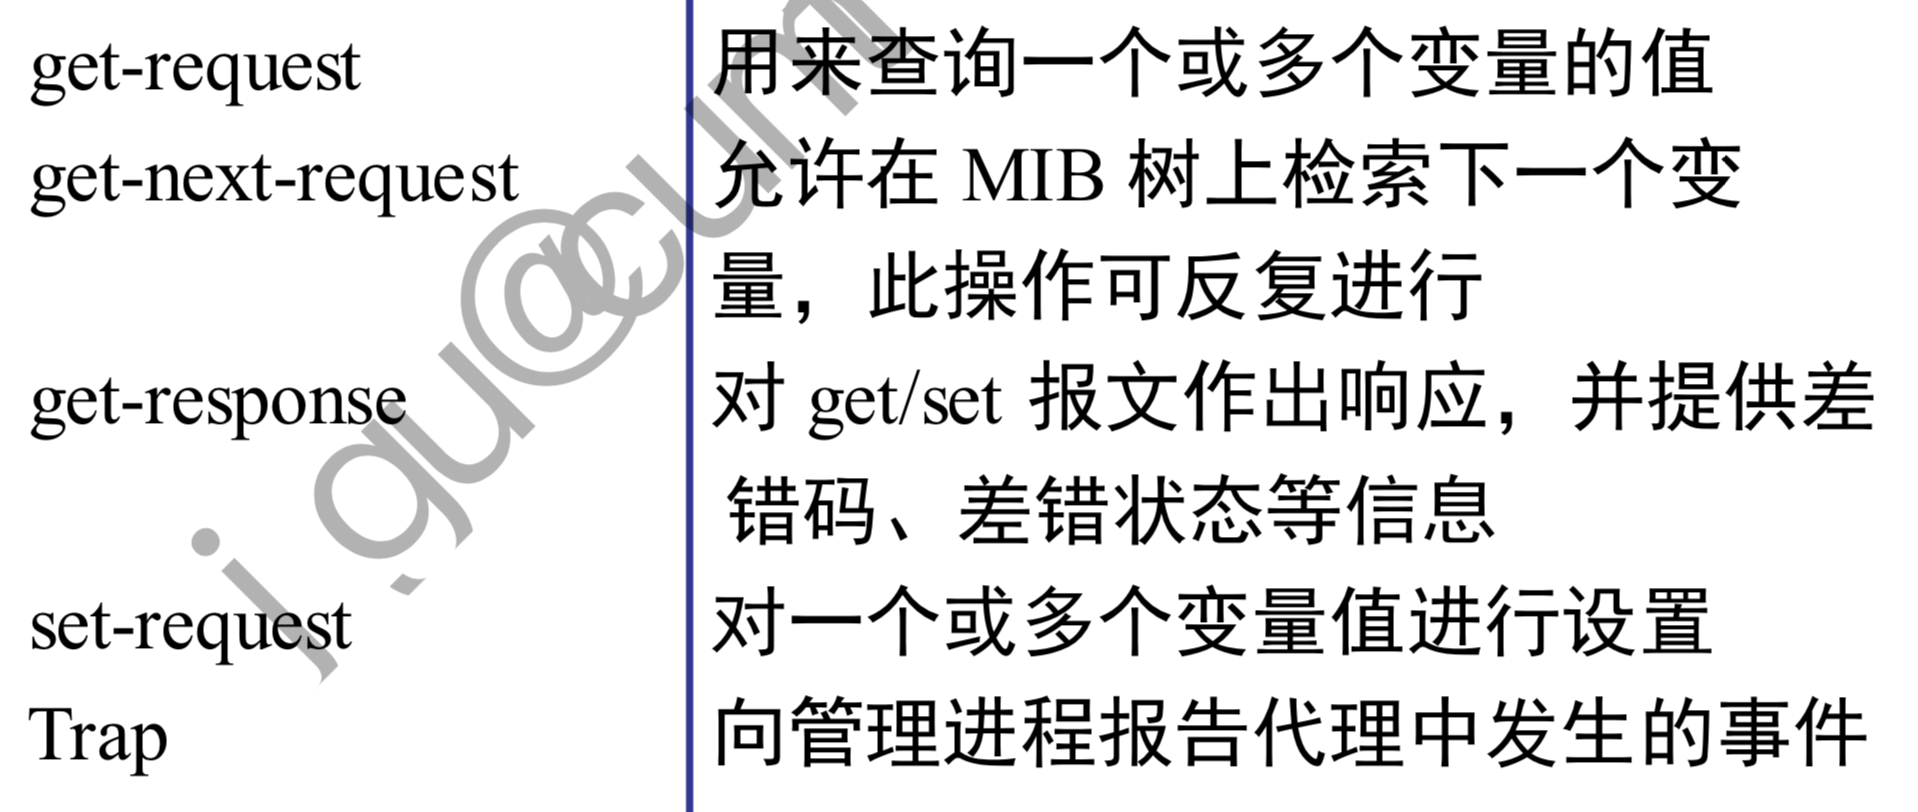 get-request 用来查询一个或多个变量的值
get-next-request 允许在 MIB 树上检索下一个变
量，此操作可反复进行
get-response 对 get/set 报文作出响应，并提供差
错码、差错状态等信息
set-request 对一个或多个变量值进行设置
Trap 向管理进程报告代理中发生的事件